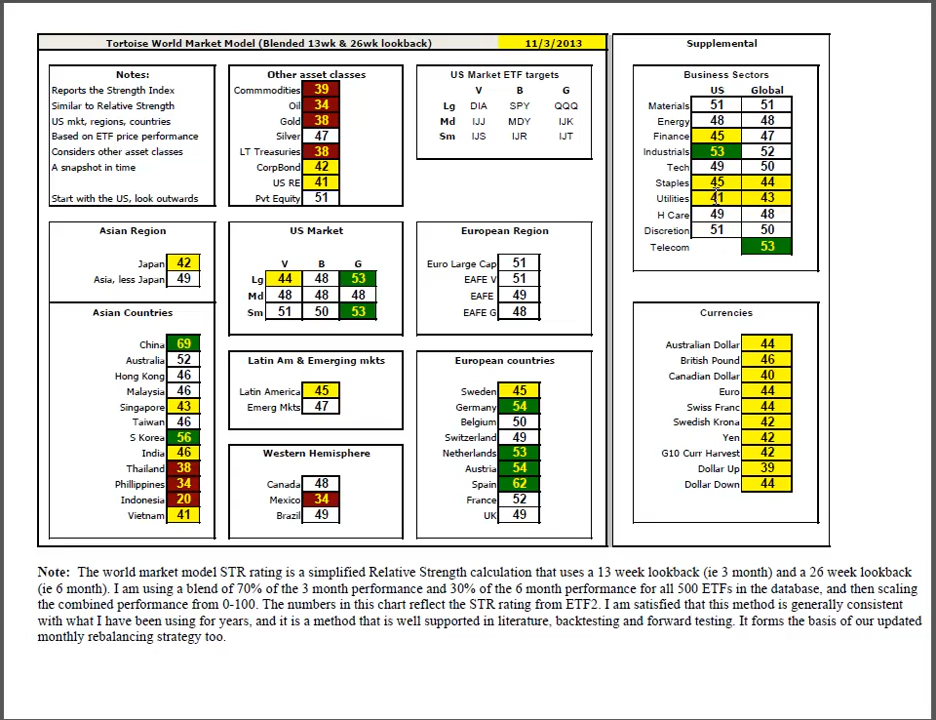 Tortoise World Market Model (Blended 13wk & 26wk lookback) 11/3/2013
Notes:
Reports the Strength Index
Similar to Relative Strength
US mkt, regions, countries
Based on ETF price performance
Considers other asset classes
A snapshot in time
Start with the US, look outwards
Other asset classes
Commmodities 39
Oil 34
Gold 38
Silver 47
LT Treasuries 38
CorpBond 42
US RE 41
Pvt Equity 51
US Market ETF targets
V B G
Lg DIA SPY QQQ
Md IJJ MDY IJK
Sm IJS IJR IJT
Asian Region
Japan 42
Asia, less Japan 49
US Market
V B G
Lg 44 48 53
Md 48 48 48
Sm 51 50 53
European Region
Euro Large Cap 51
EAFE V 51
EAFE 49
EAFE G 48
Asian Countries
China 69
Australia 52
Hong Kong 46
Malaysia 46
Singapore 43
Taiwan 46
S Korea 56
India 46
Thailand 38
Phillippines 34
Indonesia 20
Vietnam 41
Latin Am & Emerging mkts
Latin America 45
Emerg Mkts 47
Western Hemisphere
Canada 48
Mexico 34
Brazil 49
European countries
Sweden 45
Germany 54
Belgium 50
Switzerland 49
Netherlands 53
Austria 54
Spain 62
France 52
UK 49
Supplemental
Business Sectors
US Global
Materials 51 51
Energy 48 48
Finance 45 47
Industrials 53 52
Tech 49 50
Staples 45 44
Utilities 41 43
H Care 49 48
Discretion 51 50
Telecom 53
Currencies
Australian Dollar 44
British Pound 46
Canadian Dollar 40
Euro 44
Swiss Franc 44
Swedish Krona 42
Yen 42
G10 Curr Harvest 42
Dollar Up 39
Dollar Down 44
Note: The world market model STR rating is a simplified Relative Strength calculation that uses a 13 week lookback (ie 3 month) and a 26 week lookback
(ie 6 month). I am using a blend of 70% of the 3 month performance and 30% of the 6 month performance for all 500 ETFs in the database, and then scaling
the combined performance from 0-100. The numbers in this chart reflect the STR rating from ETF2. I am satisfied that this method is generally consistent
with what I have been using for years, and it is a method that is well supported in literature, backtesting and forward testing. It forms the basis of our updated
monthly rebalancing strategy too.